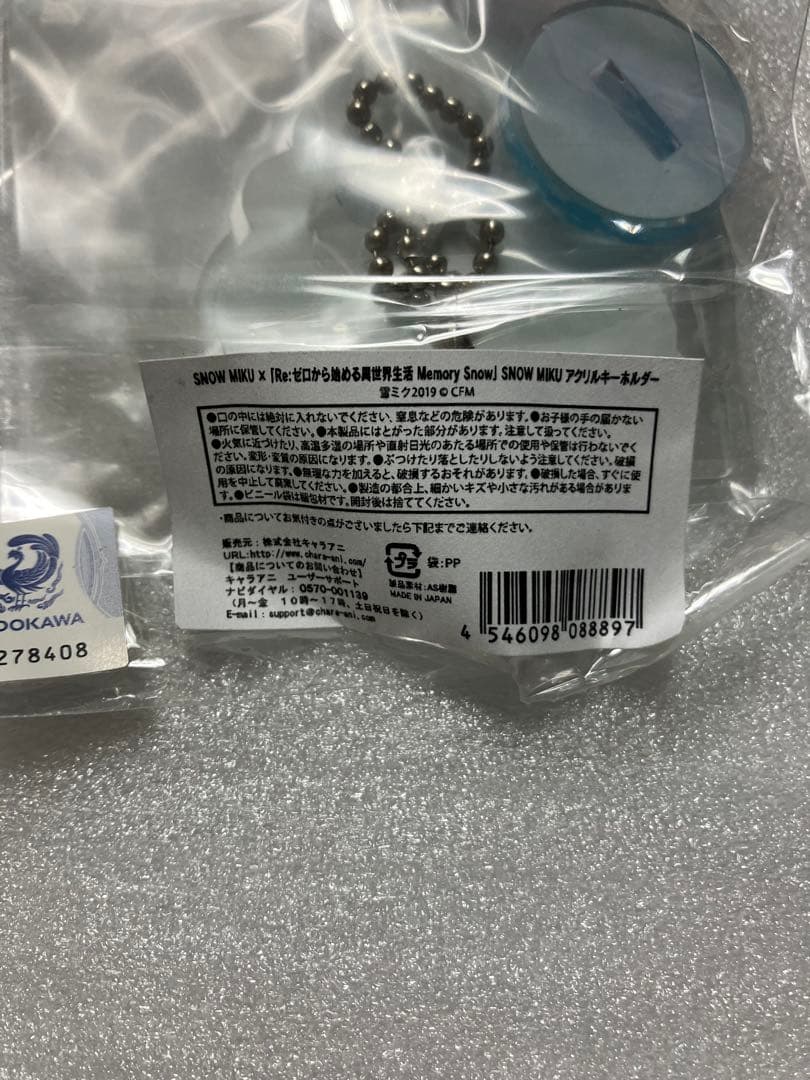 SNOW MIKU × 「Re:ゼロから始める異世界生活 Memory Snow」 SNOW MIKU アクリルキーホルダー
雪ミク2019 © CFM
●口の中には絶対に入れないでください、窒息などの危険があります。●お子様の手の届かない
場所に保管してください。●本製品にはとがった部分があります。注意して扱ってください。
●火気に近づけたり、高温多湿の場所や直射日光のあたる場所での使用や保管は行わないでく
ださい。変形・変質の原因になります。●ぶつけたり落としたりしないよう注意してください。破損
の原因になります。●無理な力を加えると、破損するおそれがあります。●破損した場合、すぐに使
用を中止して廃棄してください。●製造の都合上、細かいキズや小さな汚れがある場合がありま
す。●ビニール袋は梱包材です。開封後は捨ててください。
・商品についてお気付きの点がございましたら下記までご連絡ください。
販売元：株式会社キャラアニ
URL:http://www.chara-ani.com/
【商品についてのお問い合わせ】
キャラアニ ユーザーサポート
ナビダイヤル：0570-001139
(月〜金 10時〜17時、土日祝日を除く)
E-mail：support@chara-ani.com
プラ 袋:PP
単品素材:AS樹脂
MADE IN JAPAN
4 546098 088897
DOKAWA
278408